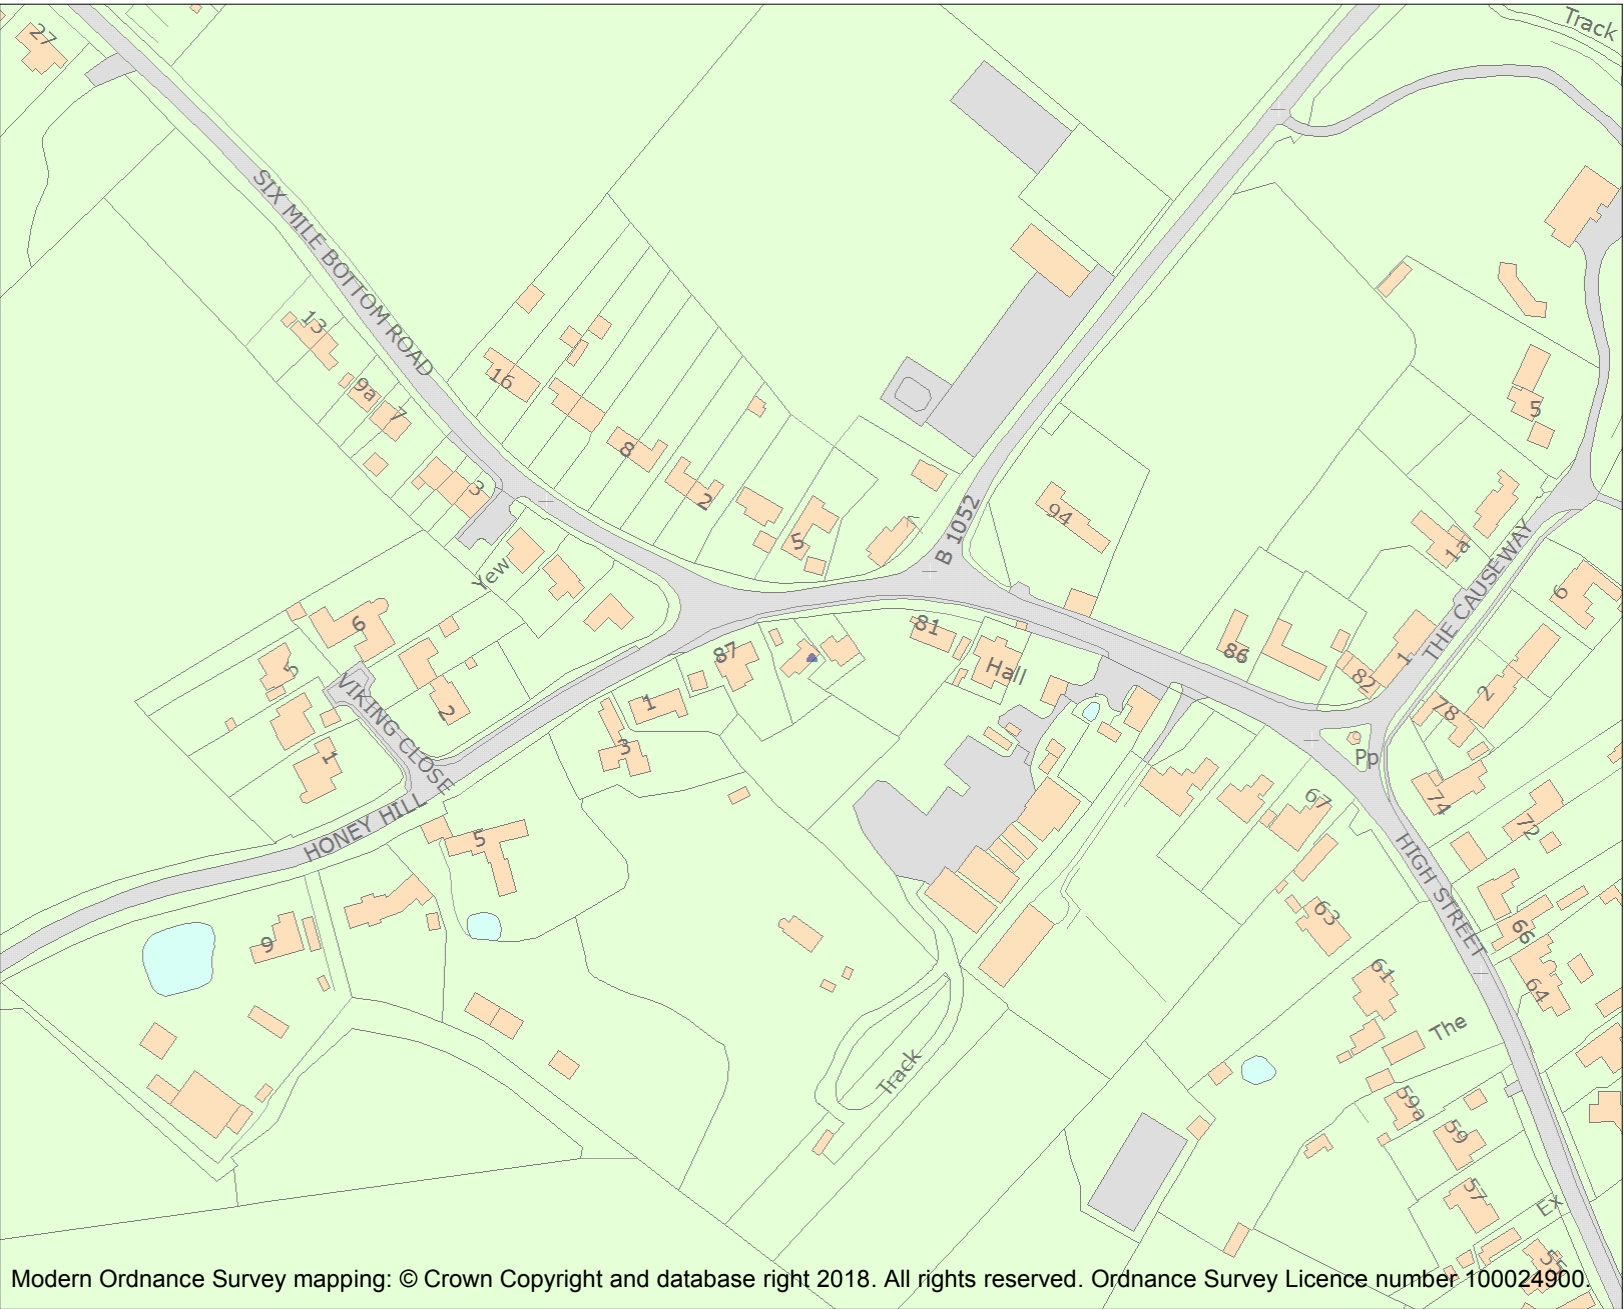 27
Track
SIX MILE BOTTOM ROAD
13
9a
7
3
16
8
2
5
B 1052
94
5
1a
THE CAUSEWAY
6
Yew
6
5
VIKING CLOSE
2
1
87
81
Hall
86
82
1
78
2
Pp
1
3
HONEY HILL
5
67
74
72
HIGH STREET
63
66
64
9
61
The
Track
59a
59
57
Ex
55
Modern Ordnance Survey mapping: © Crown Copyright and database right 2018. All rights reserved. Ordnance Survey Licence number 100024900.